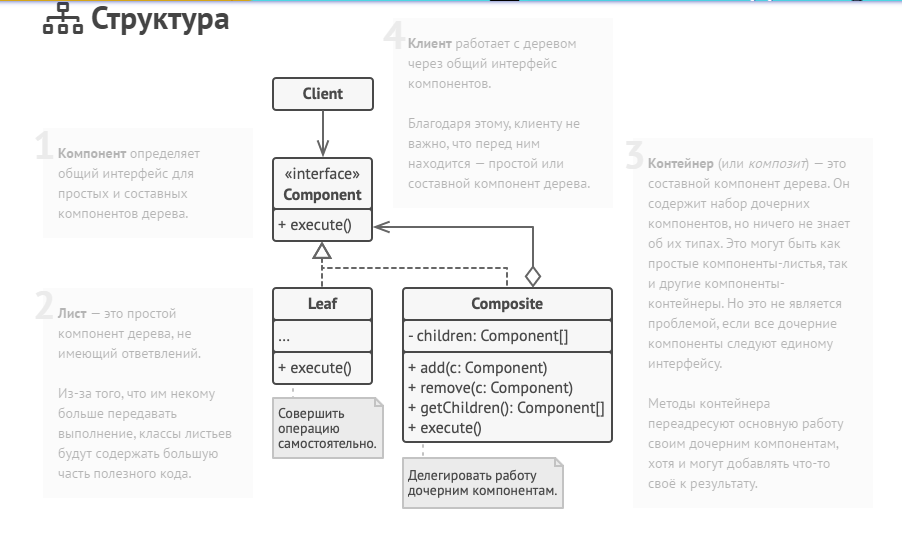 Структура
4
Клиент работает с деревом
через общий интерфейс
компонентов.
Благодаря этому, клиенту не
важно, что перед ним
находится — простой или
составной компонент дерева.
Client
1
Компонент определяет
общий интерфейс для
простых и составных
компонентов дерева.
«interface»
Component
+ execute()
3
Контейнер (или композит) — это
составной компонент дерева. Он
содержит набор дочерних
компонентов, но ничего не знает
об их типах. Это могут быть как
простые компоненты-листья, так
и другие компоненты-
контейнеры. Но это не является
проблемой, если все дочерние
компоненты следуют единому
интерфейсу.
Методы контейнера
переадресуют основную работу
своим дочерним компонентам,
хотя и могут добавлять что-то
своё к результату.
2
Лист — это простой
компонент дерева, не
имеющий ответвлений.
Из-за того, что им некому
больше передавать
выполнение, классы листьев
будут содержать большую
часть полезного кода.
Leaf
...
+ execute()
Совершить
операцию
самостоятельно.
Composite
- children: Component[]
+ add(c: Component)
+ remove(c: Component)
+ getChildren(): Component[]
+ execute()
Делегировать работу
дочерним компонентам.